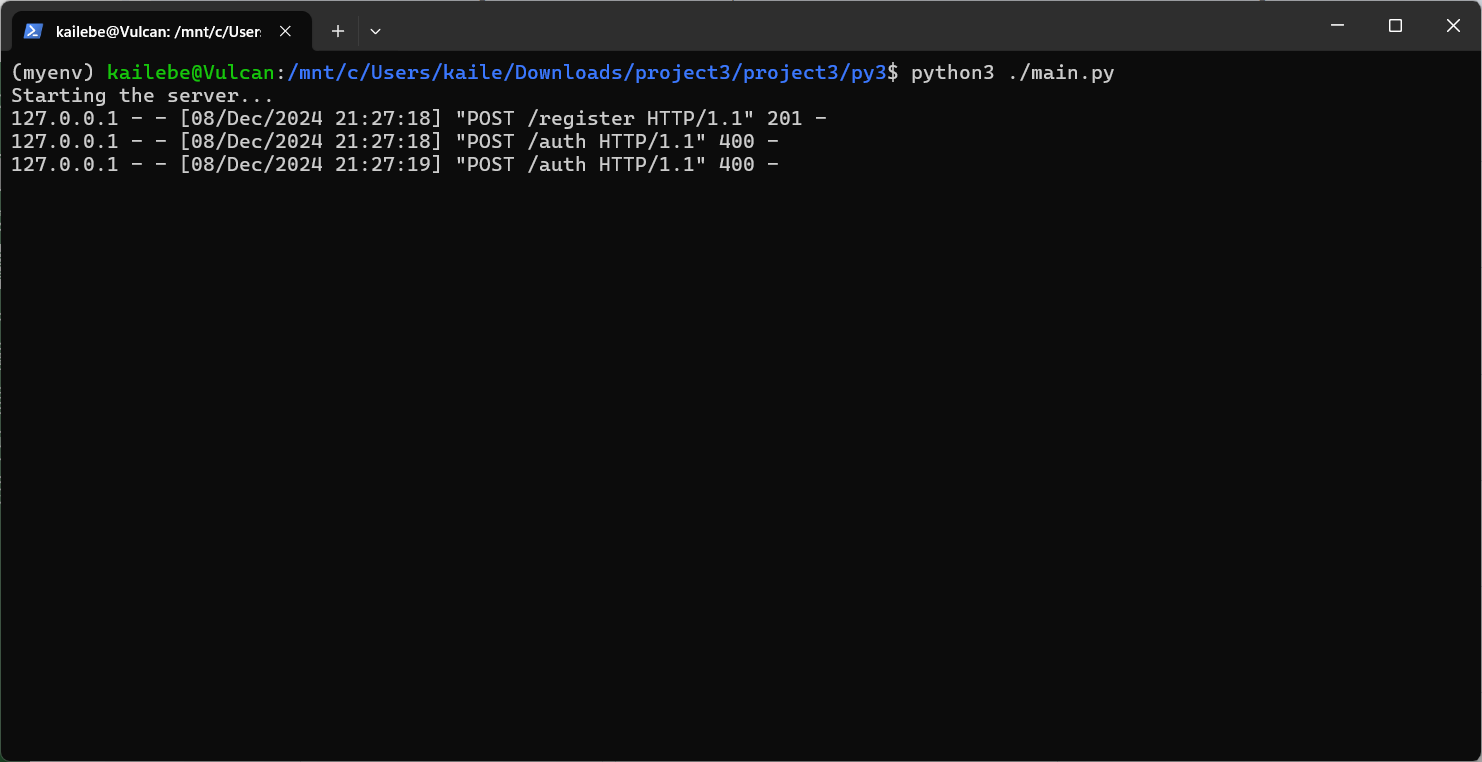 kailebe@Vulcan: /mnt/c/User
(myenv) kailebe@Vulcan:/mnt/c/Users/kaile/Downloads/project3/project3/py3$ python3 ./main.py
Starting the server...
127.0.0.1 - - [08/Dec/2024 21:27:18] "POST /register HTTP/1.1" 201 -
127.0.0.1 - - [08/Dec/2024 21:27:18] "POST /auth HTTP/1.1" 400 -
127.0.0.1 - - [08/Dec/2024 21:27:19] "POST /auth HTTP/1.1" 400 -